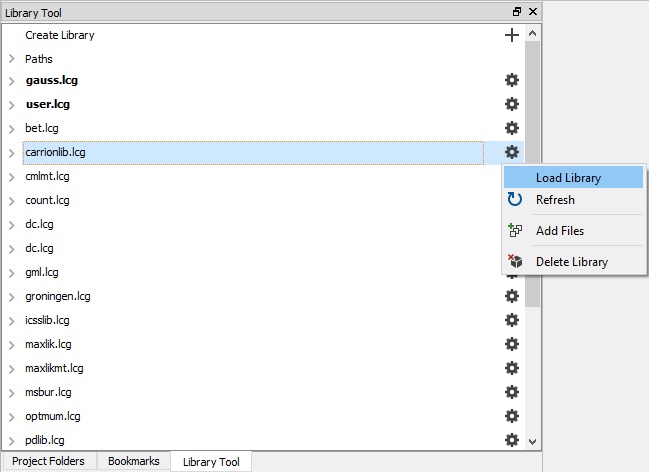 Library Tool
Create Library
Paths
gauss.lcg
user.lcg
bet.lcg
carrionlib.lcg
cmlmt.lcg
count.lcg
dc.lcg
dc.lcg
gml.lcg
groningen.lcg
icsslib.lcg
maxlik.lcg
maxlikmt.lcg
msbur.lcg
optmum.lcg
pdlib.lcg
Load Library
Refresh
Add Files
Delete Library
Project Folders
Bookmarks
Library Tool